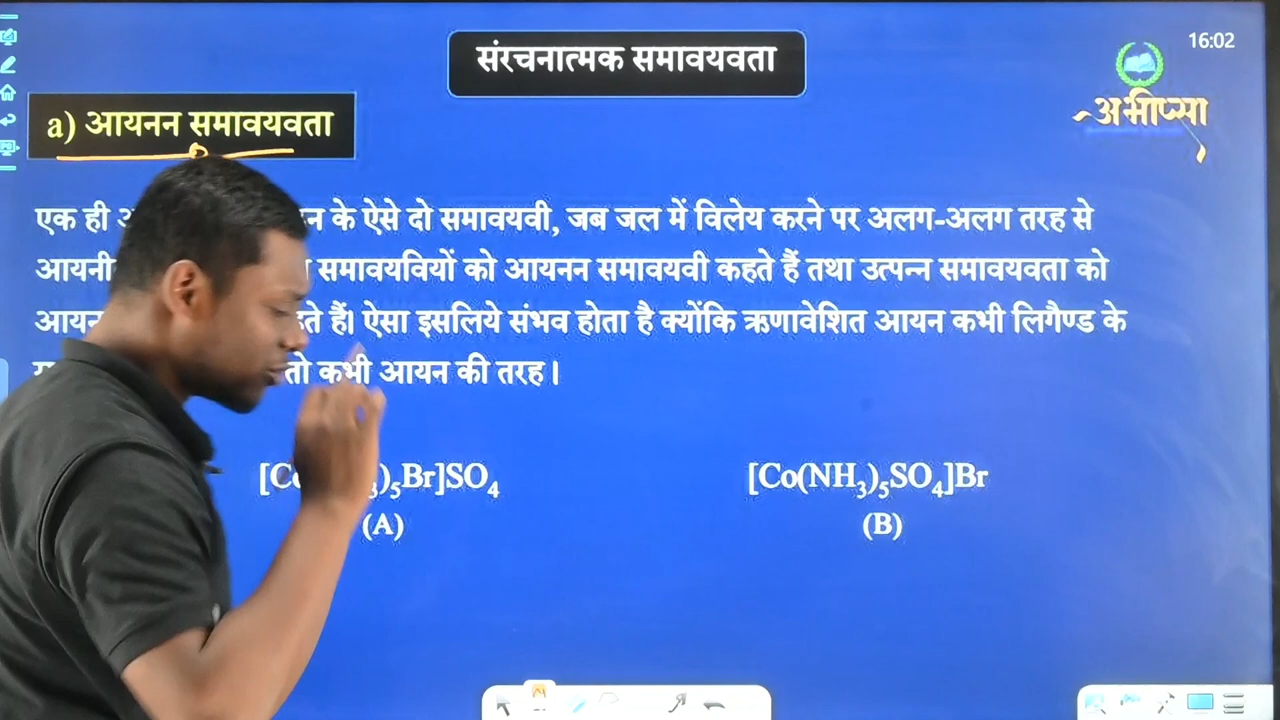 संरचनात्मक समावयवता
16:02
अभीप्सा
a) आयनन समावयवता
एक ही के ऐसे दो समावयवी, जब जल में विलेय करने पर अलग-अलग तरह से
समावयवियों को आयनन समावयवी कहते हैं तथा उत्पन्न समावयवता को
हैं। ऐसा इसलिये संभव होता है क्योंकि ऋणावेशित आयन कभी लिगैण्ड के
तो कभी आयन की तरह।
)₅Br]SO₄ [Co(NH₃)₅SO₄]Br
(A) (B)